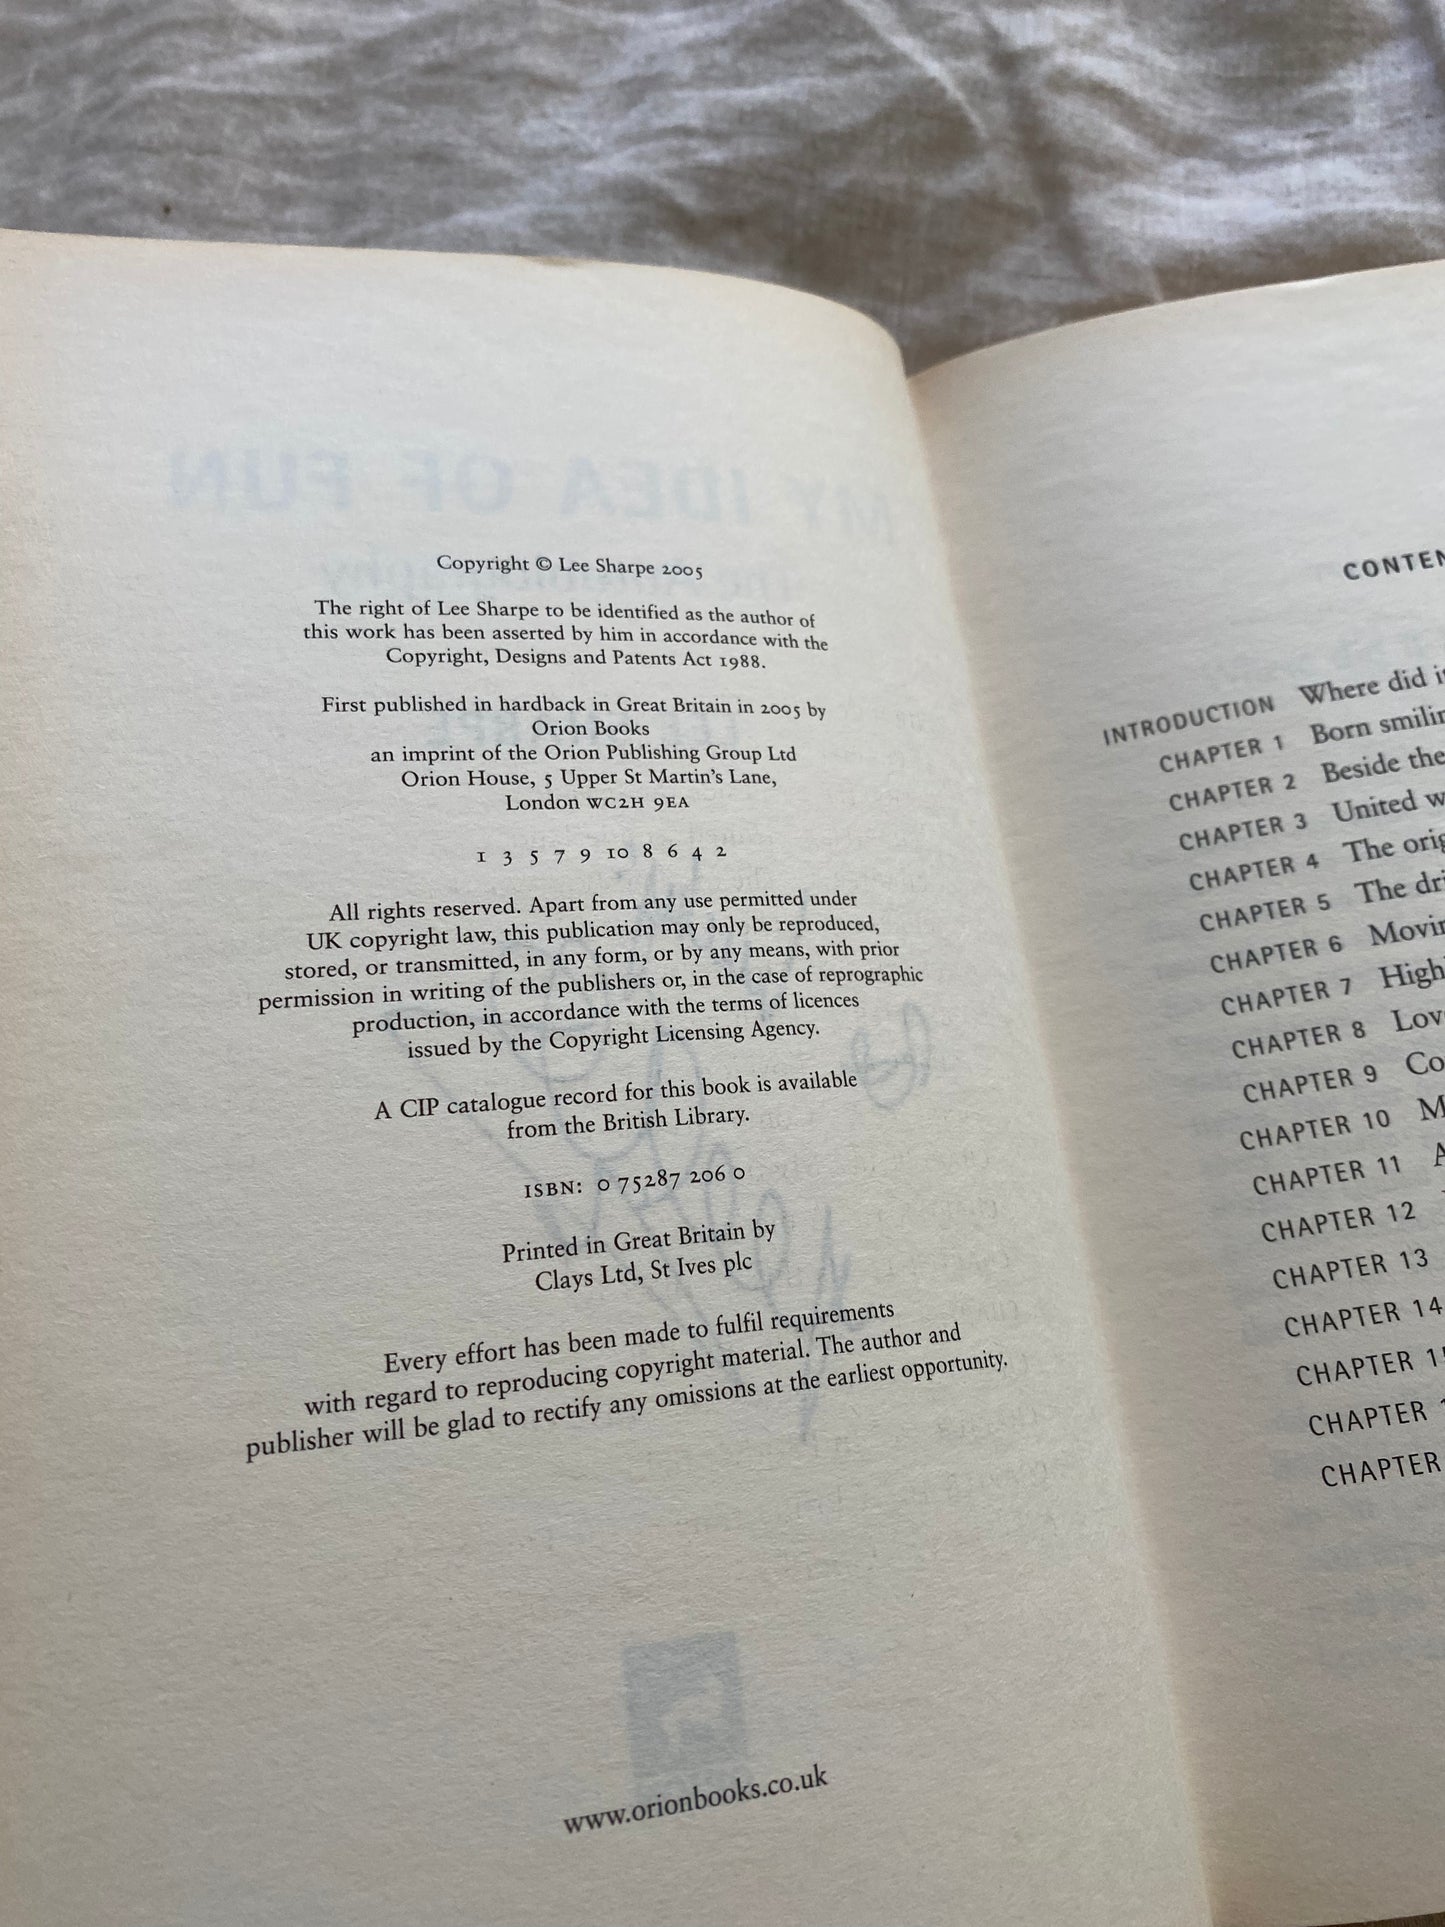 MY IDEA OF FUN
Copyright © Lee Sharpe 2005
The right of Lee Sharpe to be identified as the author of
this work has been asserted by him in accordance with the
Copyright, Designs and Patents Act 1988.
First published in hardback in Great Britain in 2005 by
Orion Books
an imprint of the Orion Publishing Group Ltd
Orion House, 5 Upper St Martin's Lane,
London WC2H 9EA
1 3 5 7 9 10 8 6 4 2
All rights reserved. Apart from any use permitted under
UK copyright law, this publication may only be reproduced,
stored, or transmitted, in any form, or by any means, with prior
permission in writing of the publishers or, in the case of reprographic
production, in accordance with the terms of licences
issued by the Copyright Licensing Agency.
A CIP catalogue record for this book is available
from the British Library.
ISBN: 0 75287 206 0
Printed in Great Britain by
Clays Ltd, St Ives plc
Every effort has been made to fulfil requirements
with regard to reproducing copyright material. The author and
publisher will be glad to rectify any omissions at the earliest opportunity.
www.orionbooks.co.uk
CONTEN
INTRODUCTION Where did i
CHAPTER 1 Born smilin
CHAPTER 2 Beside the
CHAPTER 3 United w
CHAPTER 4 The orig
CHAPTER 5 The dri
CHAPTER 6 Movin
CHAPTER 7 High
CHAPTER 8 Lov
CHAPTER 9 Co
CHAPTER 10 M
CHAPTER 11 A
CHAPTER 12
CHAPTER 13
CHAPTER 14
CHAPTER 1
CHAPTER 1
CHAPTER